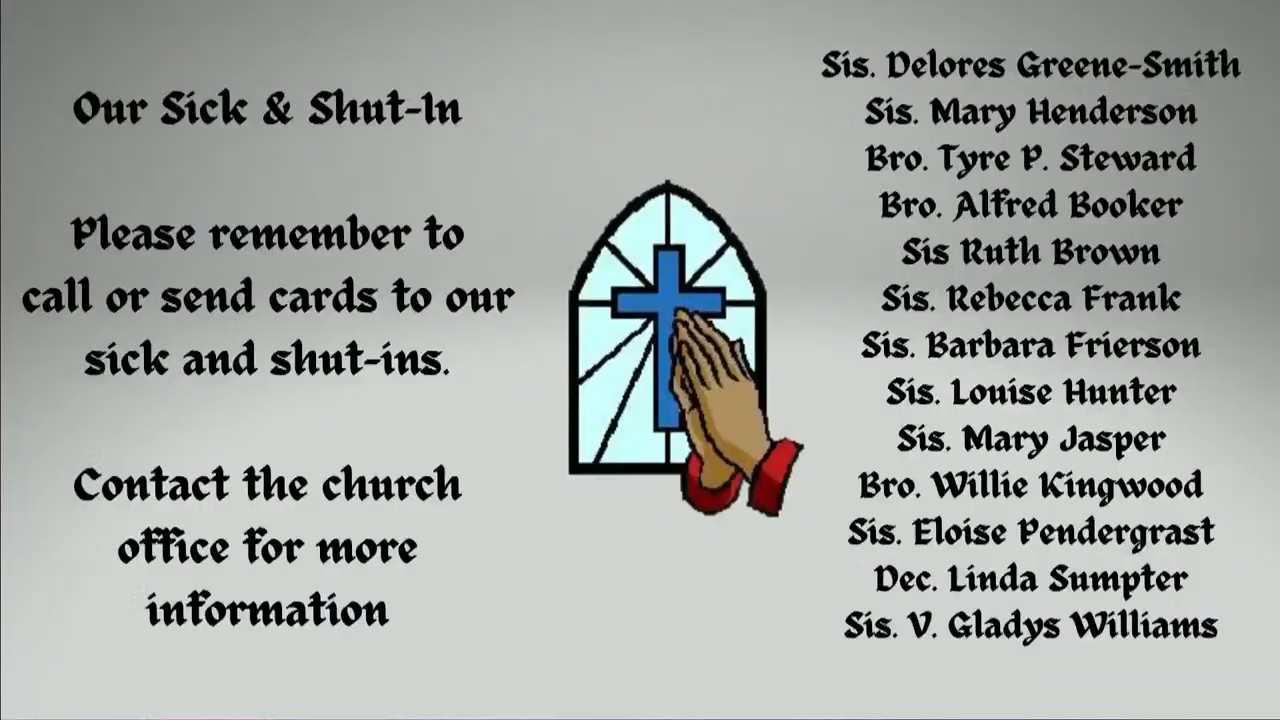 Our Sick & Shut-In
Please remember to
call or send cards to our
sick and shut-ins.
Contact the church
office for more
information
Sis. Delores Greene-Smith
Sis. Mary Henderson
Bro. Tyre P. Steward
Bro. Alfred Booker
Sis Ruth Brown
Sis. Rebecca Frank
Sis. Barbara Frierson
Sis. Louise Hunter
Sis. Mary Jasper
Bro. Willie Kingwood
Sis. Eloise Pendergrast
Dec. Linda Sumpter
Sis. V. Gladys Williams